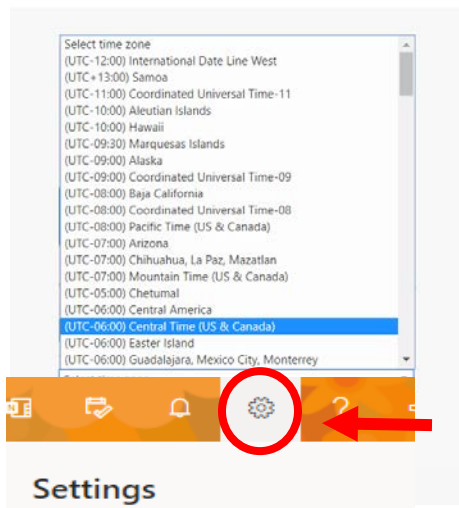 Select time zone
(UTC-12:00) International Date Line West
(UTC+13:00) Samoa
(UTC-11:00) Coordinated Universal Time-11
(UTC-10:00) Aleutian Islands
(UTC-10:00) Hawaii
(UTC-09:30) Marquesas Islands
(UTC-09:00) Alaska
(UTC-09:00) Coordinated Universal Time-09
(UTC-08:00) Baja California
(UTC-08:00) Coordinated Universal Time-08
(UTC-08:00) Pacific Time (US & Canada)
(UTC-07:00) Arizona
(UTC-07:00) Chihuahua, La Paz, Mazatlan
(UTC-07:00) Mountain Time (US & Canada)
(UTC-05:00) Chetumal
(UTC-06:00) Central America
(UTC-06:00) Central Time (US & Canada)
(UTC-06:00) Easter Island
(UTC-06:00) Guadalajara, Mexico City, Monterrey
N
?
Settings